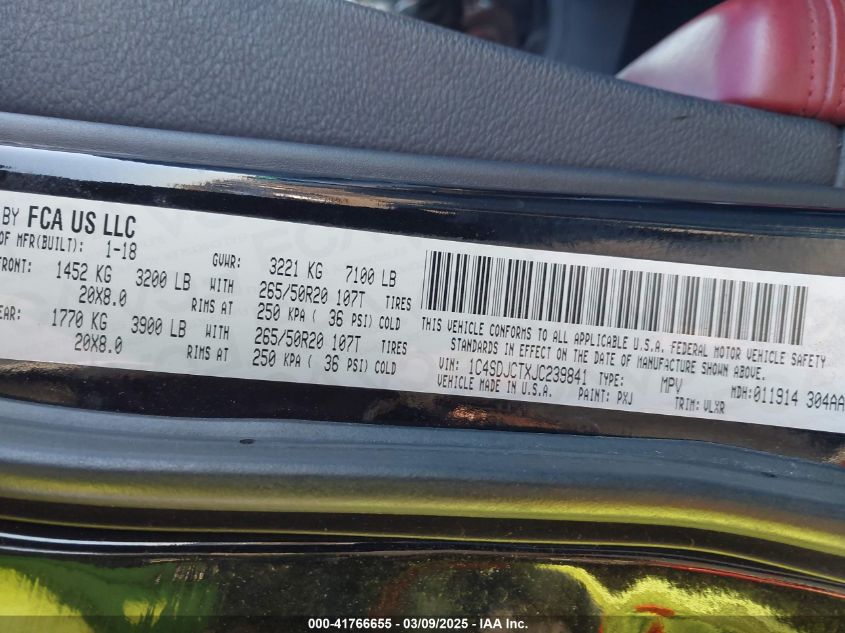 BY FCA US LLC
OF MFR(BUILT): 1-18 GVWR: 3221 KG 7100 LB
FRONT: 1452 KG 3200 LB WITH 265/50R20 107T TIRES
20X8.0 RIMS AT 250 KPA ( 36 PSI) COLD
EAR: 1770 KG 3900 LB WITH 265/50R20 107T TIRES
20X8.0 RIMS AT 250 KPA ( 36 PSI) COLD
THIS VEHICLE CONFORMS TO ALL APPLICABLE U.S.A. FEDERAL MOTOR VEHICLE SAFETY
STANDARDS IN EFFECT ON THE DATE OF MANUFACTURE SHOWN ABOVE.
VIN: 1C4SDJCTXJC239841 TYPE: MPV MDH:011914 304AA
VEHICLE MADE IN U.S.A. PAINT: PXJ TRIM: VLXR
000-41766655 / 03/09/2025 - © IAA Inc.